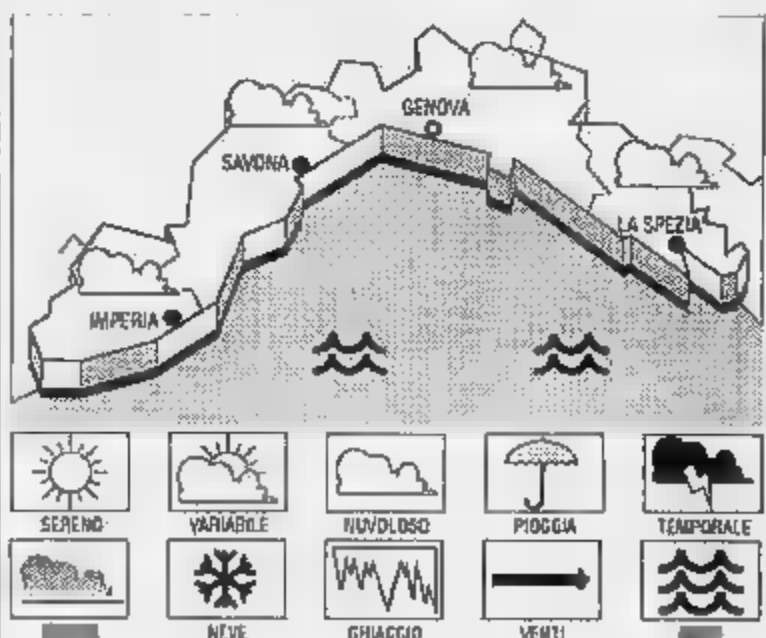 GENOVA
SAVONA
LA SPEZIA
IMPERIA
SERENO
VARIABILE
NUVOLOSO
PIOGGIA
TEMPORALE
NEVE
GHIACCIO
VENTI